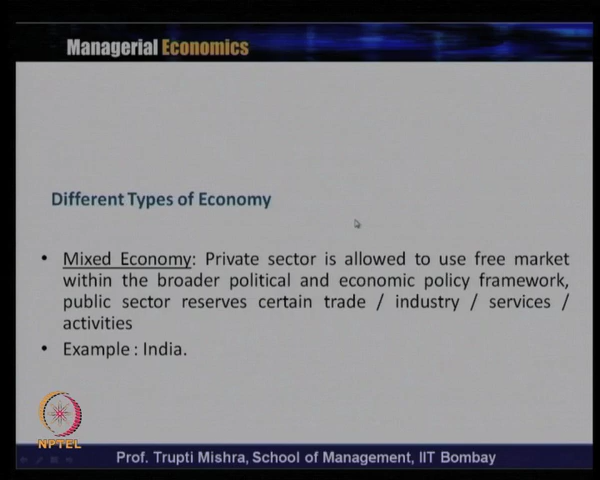 Managerial Economics
Different Types of Economy
• Mixed Economy: Private sector is allowed to use free market
within the broader political and economic policy framework,
public sector reserves certain trade / industry / services /
activities
• Example : India.
NPTEL
Prof. Trupti Mishra, School of Management, IIT Bombay